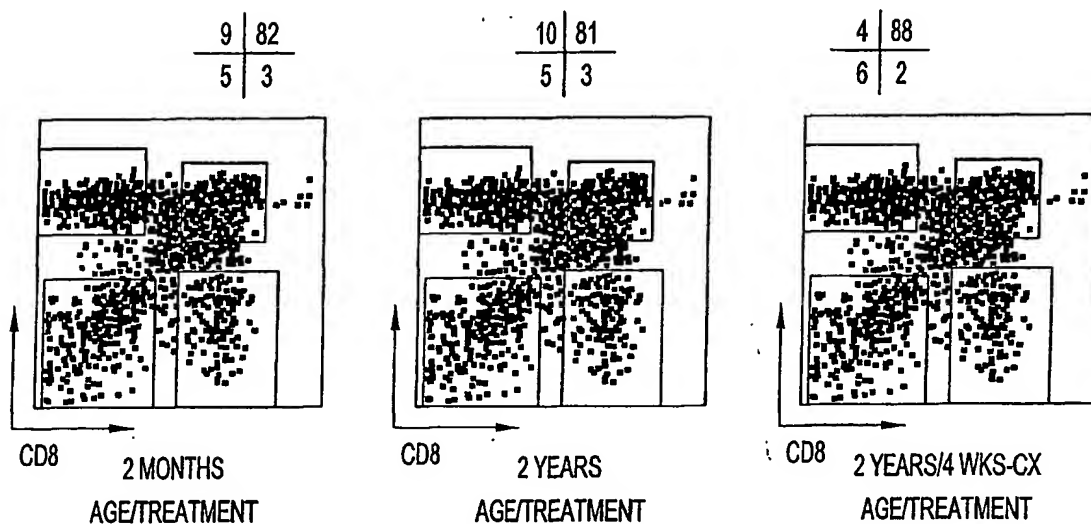 9 82
5 3
10 81
5 3
4 88
6 2
CD8
2 MONTHS
AGE/TREATMENT
2 YEARS
AGE/TREATMENT
CD8
2 YEARS/4 WKS-CX
AGE/TREATMENT